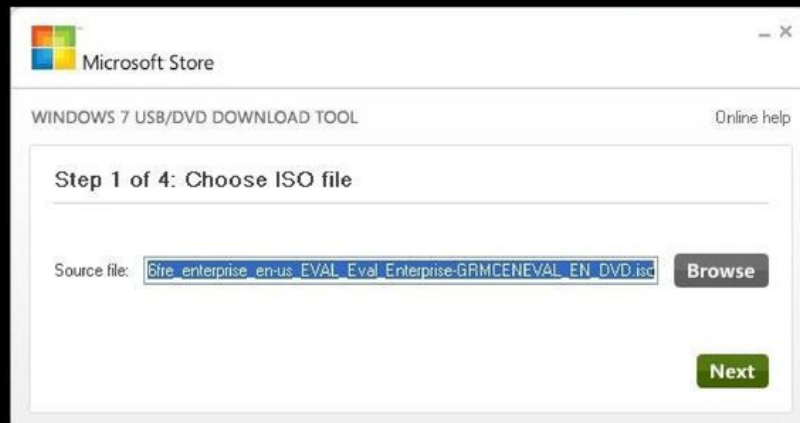 Microsoft Store
WINDOWS 7 USB/DVD DOWNLOAD TOOL
Online help
Step 1 of 4: Choose ISO file
Source file: 6fre_enterprise_en-us_EVAL_Eval_Enterprise-GRMCENEVAL_EN_DVD.iso Browse
Next